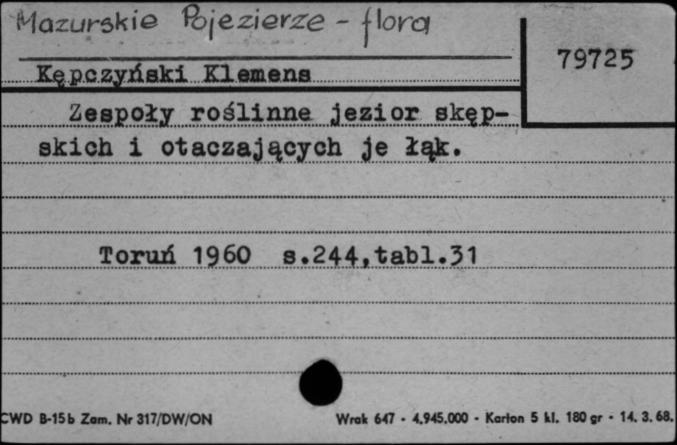 Mazurskie Pojezierze - flora
79725
Kępczyński Klemens
Zespoły roślinne jezior skęp-
skich i otaczających je łąk.
Toruń 1960 s.244,tabl.31
CWD B-15b Zam. Nr 317/DW/ON Wrak 647 - 4.945.000 - Karton 5 kl. 180 gr - 14. 3. 68.